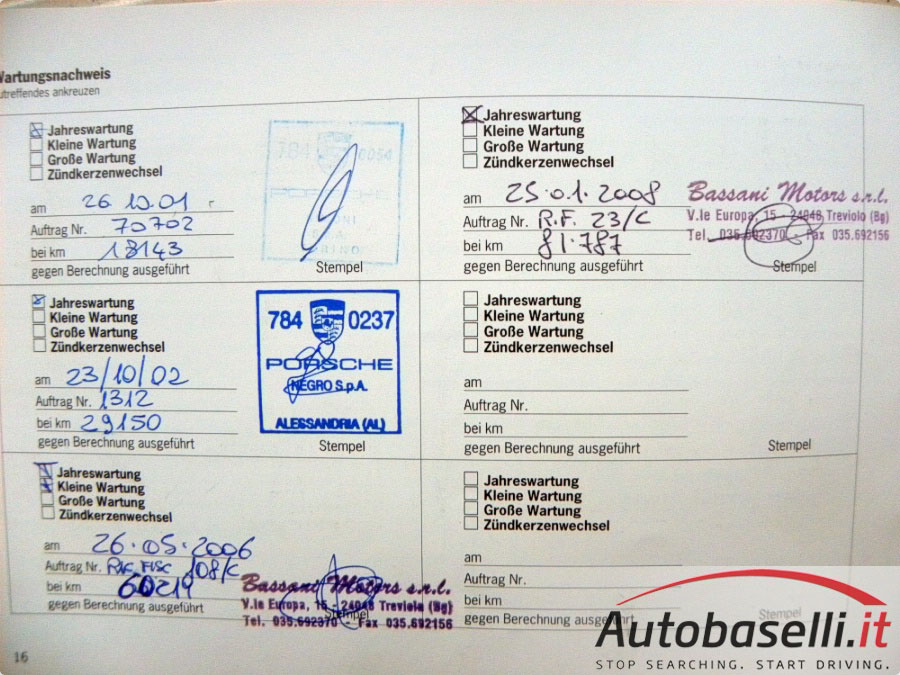 Wartungsnachweis
utreffendes ankreuzen
Jahreswartung
Kleine Wartung
Große Wartung
Zündkerzenwechsel
am 26 10.01
Auftrag Nr. 70702
bei km 18143
gegen Berechnung ausgeführt
784 0054
PORSCHE
Stempel
Jahreswartung
Kleine Wartung
Große Wartung
Zündkerzenwechsel
am 23/10/02
Auftrag Nr. 1312
bei km 29150
gegen Berechnung ausgeführt
784 0237
PORSCHE
NEGRO S.p.A.
ALESSANDRIA (AL)
Stempel
Jahreswartung
Kleine Wartung
Große Wartung
Zündkerzenwechsel
am 26.05.2006
Auftrag Nr. Ric. Fisc 108/C
bei km 60219
gegen Berechnung ausgeführt
Bassani Motors s.r.l.
V.le Europa, 15 - 24048 Treviolo (Bg)
Tel. 035.692370 - Fax 035.692156
Stempel
16
Jahreswartung
Kleine Wartung
Große Wartung
Zündkerzenwechsel
am 25.01.2008
Auftrag Nr. R.F. 23/C
bei km 81.787
gegen Berechnung ausgeführt
Bassani Motors s.r.l.
V.le Europa, 15 - 24048 Treviolo (Bg)
Tel. 035.692370 - Fax 035.692156
Stempel
Jahreswartung
Kleine Wartung
Große Wartung
Zündkerzenwechsel
am
Auftrag Nr.
bei km
gegen Berechnung ausgeführt
Stempel
Jahreswartung
Kleine Wartung
Große Wartung
Zündkerzenwechsel
am
Auftrag Nr.
bei km
gegen Berechnung ausgeführt
Stempel
Autobaselli.it
STOP SEARCHING. START DRIVING.